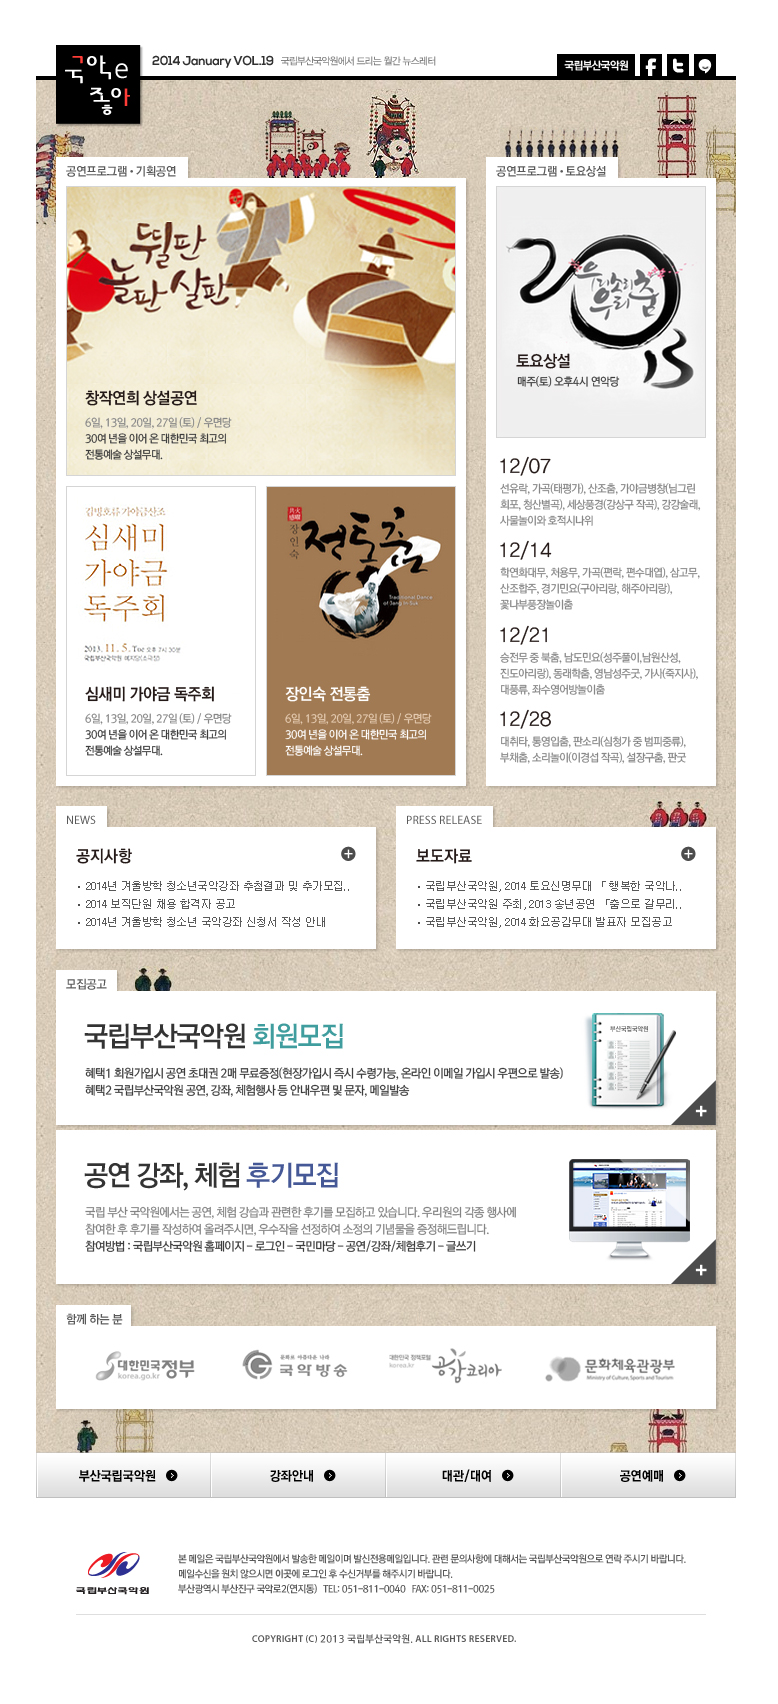 국악e
좋아
2014 January VOL.19 국립부산국악원에서 드리는 월간 뉴스레터
국립부산국악원
공연프로그램 • 기획공연
뛸판
놀판 살판
창작연희 상설공연
6일, 13일, 20일, 27일 (토) / 우면당
30여 년을 이어 온 대한민국 최고의
전통예술 상설무대.
김병호류 가야금산조
심새미
가야금
독주회
2013. 11. 5. Tue 오후 7시 30분
국립부산국악원 예지당(소극장)
심새미 가야금 독주회
6일, 13일, 20일, 27일 (토) / 우면당
30여 년을 이어 온 대한민국 최고의
전통예술 상설무대.
장인숙
전통춤
Traditional Dance
of Jang In Suk
장인숙 전통춤
6일, 13일, 20일, 27일 (토) / 우면당
30여 년을 이어 온 대한민국 최고의
전통예술 상설무대.
공연프로그램 • 토요상설
2013
우리소리
우리춤
토요상설
매주(토) 오후4시 연악당
12/07
선유락, 가곡(태평가), 산조춤, 가야금병창(님그린
회포, 청산별곡), 세상풍경(강상구 작곡), 강강술래,
사물놀이와 호적시나위
12/14
학연화대무, 처용무, 가곡(편락, 편수대엽), 삼고무,
산조합주, 경기민요(구아리랑, 해주아리랑),
꽃나부풍장놀이춤
12/21
승전무 중 북춤, 남도민요(성주풀이,남원산성,
진도아리랑), 동래학춤, 영남성주굿, 가사(죽지사),
대풍류, 좌수영어방놀이춤
12/28
대취타, 통영입춤, 판소리(심청가 중 범피중류),
부채춤, 소리놀이(이경섭 작곡), 설장구춤, 판굿
NEWS
공지사항
· 2014년 겨울방학 청소년국악강좌 추첨결과 및 추가모집..
· 2014 보직단원 채용 합격자 공고
· 2014년 겨울방학 청소년 국악강좌 신청서 작성 안내
PRESS RELEASE
보도자료
· 국립부산국악원, 2014 토요신명무대 「행복한 국악나..
· 국립부산국악원 주최, 2013 송년공연 「춤으로 갈무리..
· 국립부산국악원, 2014 화요공감무대 발표자 모집공고
모집공고
국립부산국악원 회원모집
혜택1 회원가입시 공연 초대권 2매 무료증정(현장가입시 즉시 수령가능, 온라인 이메일 가입시 우편으로 발송)
혜택2 국립부산국악원 공연, 강좌, 체험행사 등 안내우편 및 문자, 메일발송
부산국립국악원
공연 강좌, 체험 후기모집
국립 부산 국악원에서는 공연, 체험 강습과 관련한 후기를 모집하고 있습니다. 우리원의 각종 행사에
참여한 후 후기를 작성하여 올려주시면, 우수작을 선정하여 소정의 기념물을 증정해드립니다.
참여방법 : 국립부산국악원 홈페이지 – 로그인 – 국민마당 – 공연/강좌/체험후기 – 글쓰기
함께 하는 분
대한민국정부
korea.go.kr
문화로 아름다운 나라
국악방송
대한민국 정책포털
korea.kr
공감코리아
문화체육관광부
Ministry of Culture, Sports and Tourism
부산국립국악원
강좌안내
대관/대여
공연예매
국립부산국악원
본 메일은 국립부산국악원에서 발송한 메일이며 발신전용메일입니다. 관련 문의사항에 대해서는 국립부산국악원으로 연락 주시기 바랍니다.
메일수신을 원치 않으시면 이곳에 로그인 후 수신거부를 해주시기 바랍니다.
부산광역시 부산진구 국악로2(연지동) TEL: 051-811-0040 FAX: 051-811-0025
COPYRIGHT (C) 2013 국립부산국악원, ALL RIGHTS RESERVED.